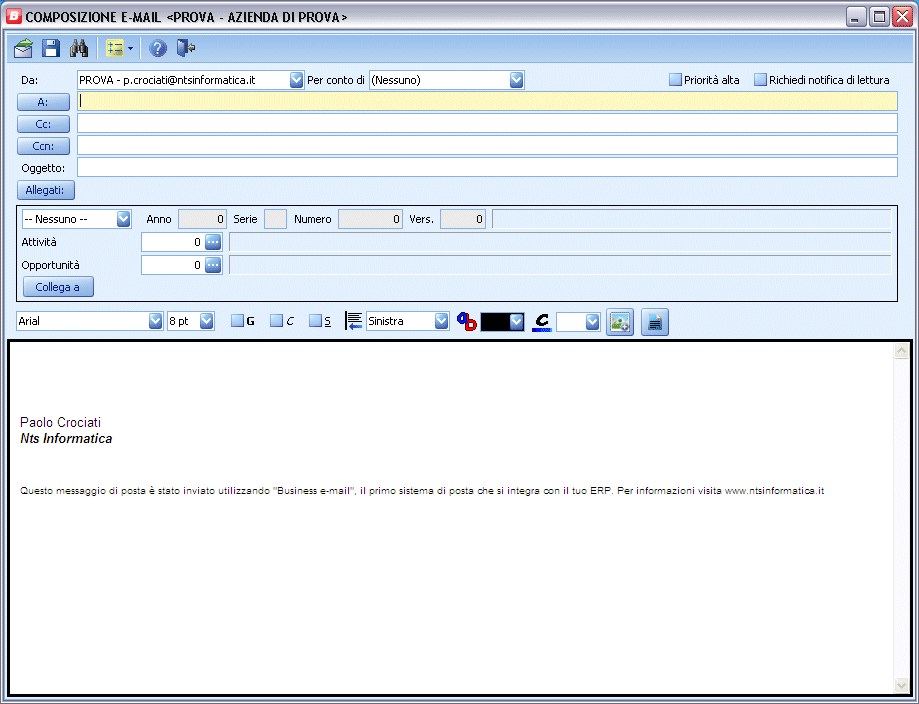 COMPOSIZIONE E-MAIL <PROVA - AZIENDA DI PROVA>
Da: PROVA - p.crociati@ntsinformatica.it Per conto di (Nessuno) Priorità alta Richiedi notifica di lettura
A:
Cc:
Ccn:
Oggetto:
Allegati:
-- Nessuno -- Anno 0 Serie Numero 0 Vers. 0
Attività 0
Opportunità 0
Collega a
Arial 8 pt G C S Sinistra
Paolo Crociati
Nts Informatica
Questo messaggio di posta è stato inviato utilizzando "Business e-mail", il primo sistema di posta che si integra con il tuo ERP. Per informazioni visita www.ntsinformatica.it